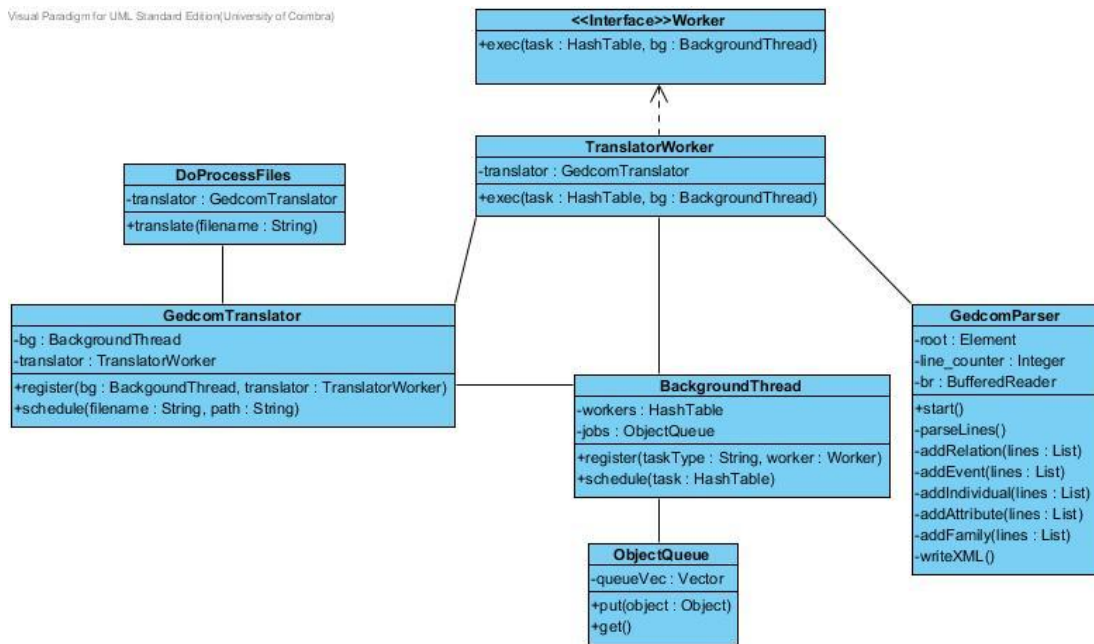 Visual Paradigm for UML Standard Edition(University of Coimbra)
<<Interface>>Worker
+exec(task : HashTable, bg : BackgroundThread)
TranslatorWorker
-translator : GedcomTranslator
+exec(task : HashTable, bg : BackgroundThread)
DoProcessFiles
-translator : GedcomTranslator
+translate(filename : String)
GedcomTranslator
-bg : BackgroundThread
-translator : TranslatorWorker
+register(bg : BackgoundThread, translator : TranslatorWorker)
+schedule(filename : String, path : String)
BackgroundThread
-workers : HashTable
-jobs : ObjectQueue
+register(taskType : String, worker : Worker)
+schedule(task : HashTable)
GedcomParser
-root : Element
-line_counter : Integer
-br : BufferedReader
+start()
-parseLines()
-addRelation(lines : List)
-addEvent(lines : List)
-addIndividual(lines : List)
-addAttribute(lines : List)
-addFamily(lines : List)
-writeXML()
ObjectQueue
-queueVec : Vector
+put(object : Object)
+get()